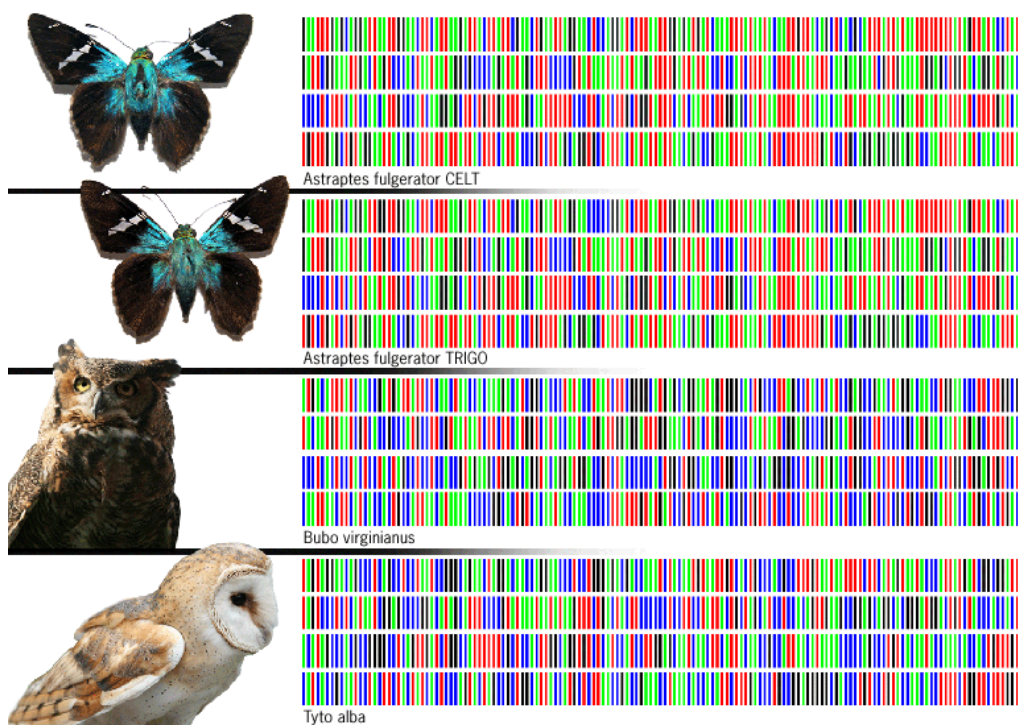 Astraptes fulgerator CELT
Astraptes fulgerator TRIGO
Bubo virginianus
Tyto alba